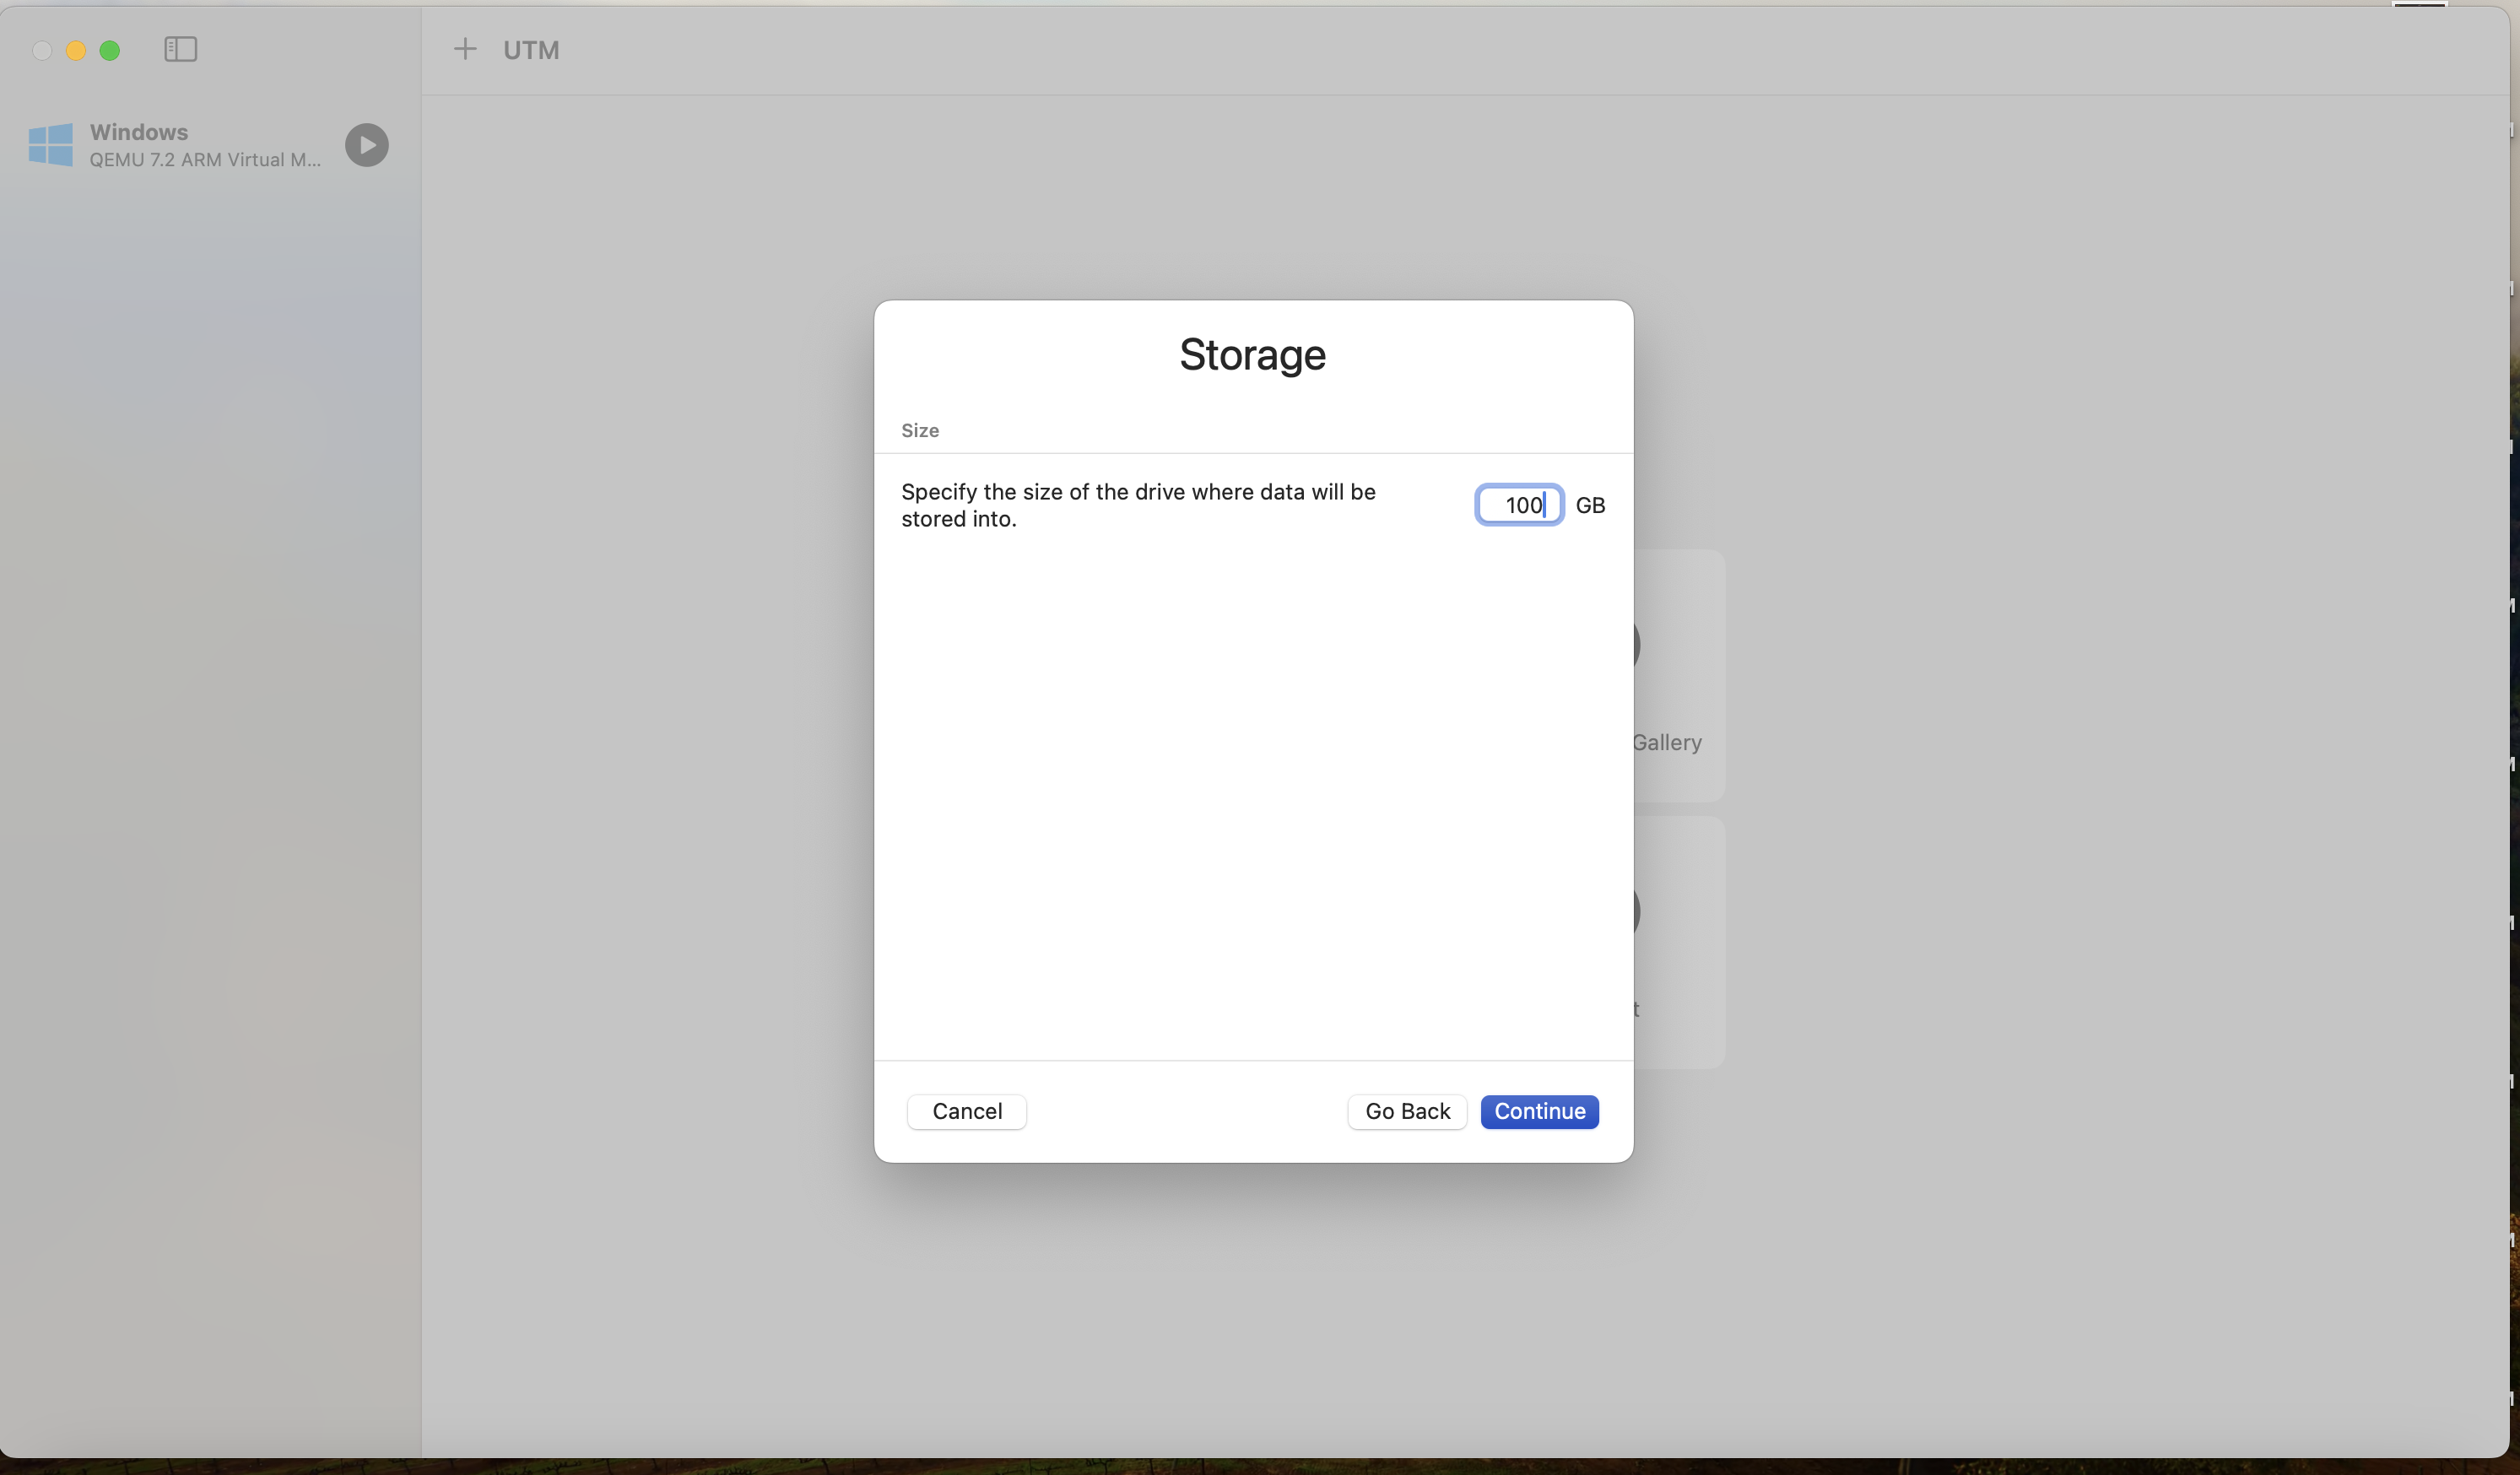 UTM
Windows
QEMU 7.2 ARM Virtual M...
Storage
Size
Specify the size of the drive where data will be
stored into.
100 GB
Gallery
t
Cancel
Go Back
Continue